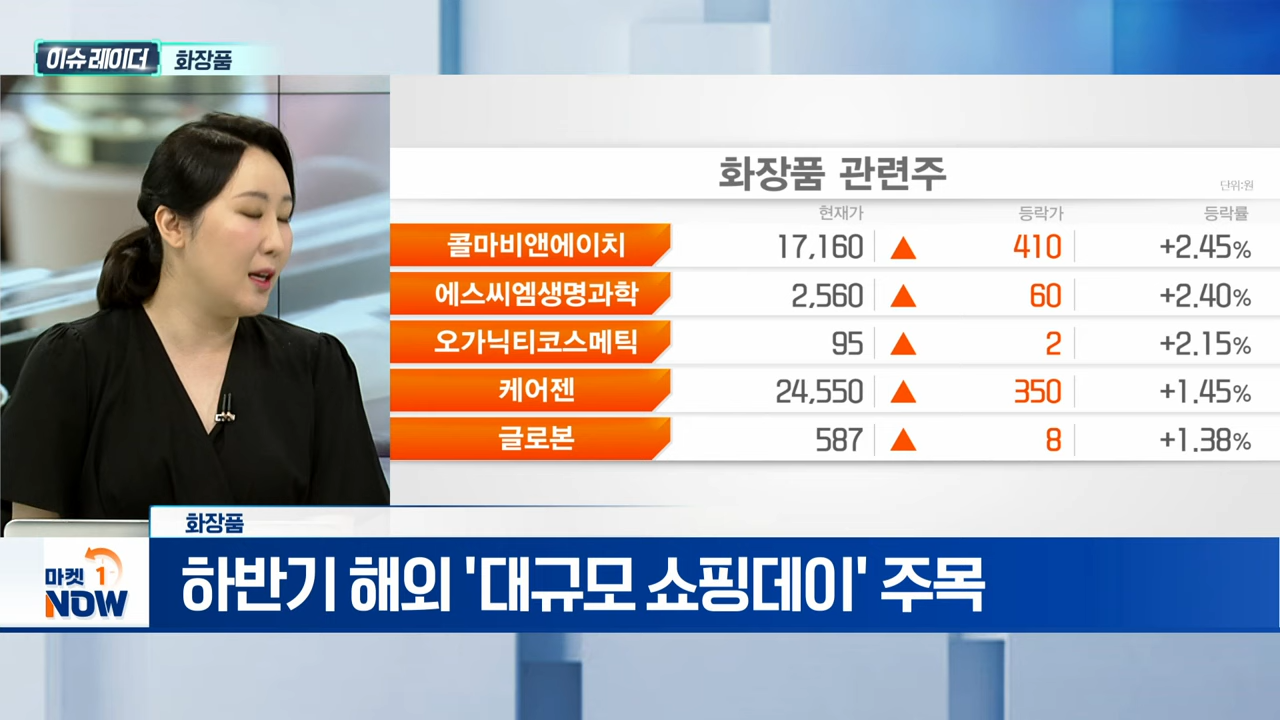 이슈레이더 화장품
화장품 관련주
단위:원
현재가 등락가 등락률
콜마비앤에이치 17,160 ▲ 410 +2.45%
에스씨엠생명과학 2,560 ▲ 60 +2.40%
오가닉티코스메틱 95 ▲ 2 +2.15%
케어젠 24,550 ▲ 350 +1.45%
글로본 587 ▲ 8 +1.38%
화장품
마켓 1
NOW
하반기 해외 '대규모 쇼핑데이' 주목